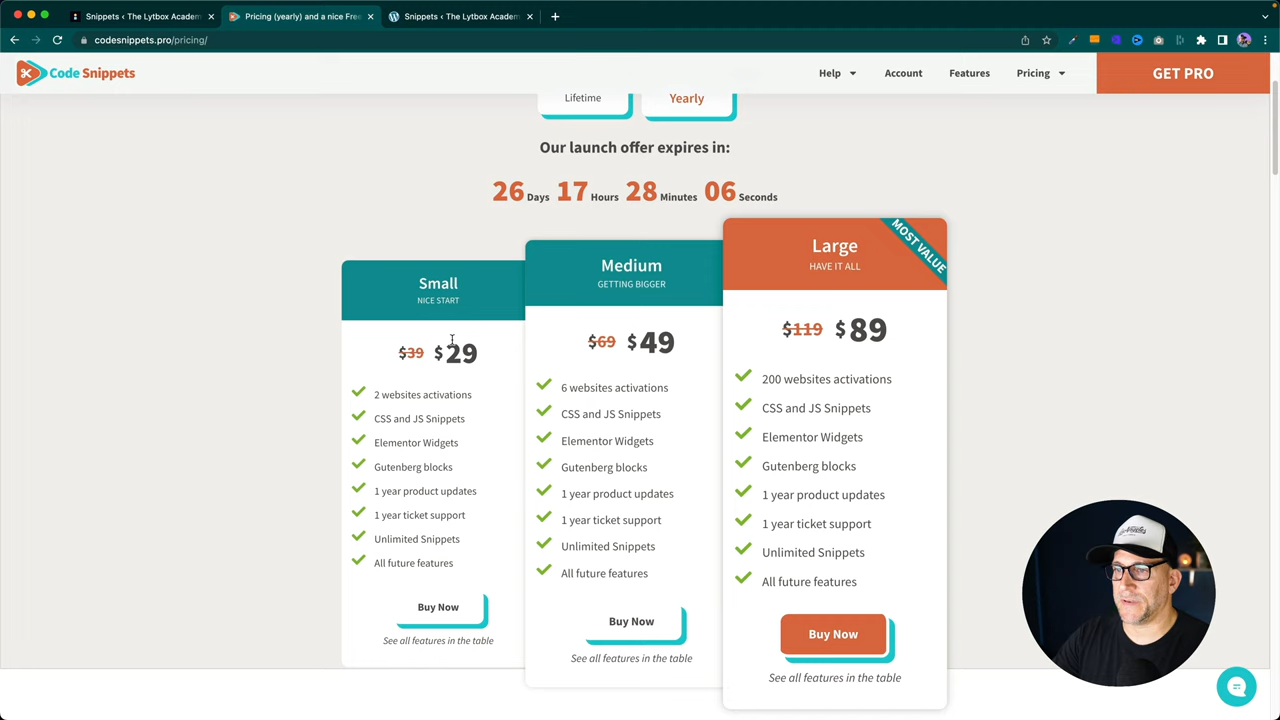 Snippets ‹ The Lytbox Academ
Pricing (yearly) and a nice Free
Snippets ‹ The Lytbox Academ
codesnippets.pro/pricing/
Code Snippets
Help
Account
Features
Pricing
GET PRO
Lifetime
Yearly
Our launch offer expires in:
26 Days 17 Hours 28 Minutes 06 Seconds
Small
NICE START
$39 $29
2 websites activations
CSS and JS Snippets
Elementor Widgets
Gutenberg blocks
1 year product updates
1 year ticket support
Unlimited Snippets
All future features
Buy Now
See all features in the table
Medium
GETTING BIGGER
$69 $49
6 websites activations
CSS and JS Snippets
Elementor Widgets
Gutenberg blocks
1 year product updates
1 year ticket support
Unlimited Snippets
All future features
Buy Now
See all features in the table
MOST VALUE
Large
HAVE IT ALL
$119 $89
200 websites activations
CSS and JS Snippets
Elementor Widgets
Gutenberg blocks
1 year product updates
1 year ticket support
Unlimited Snippets
All future features
Buy Now
See all features in the table